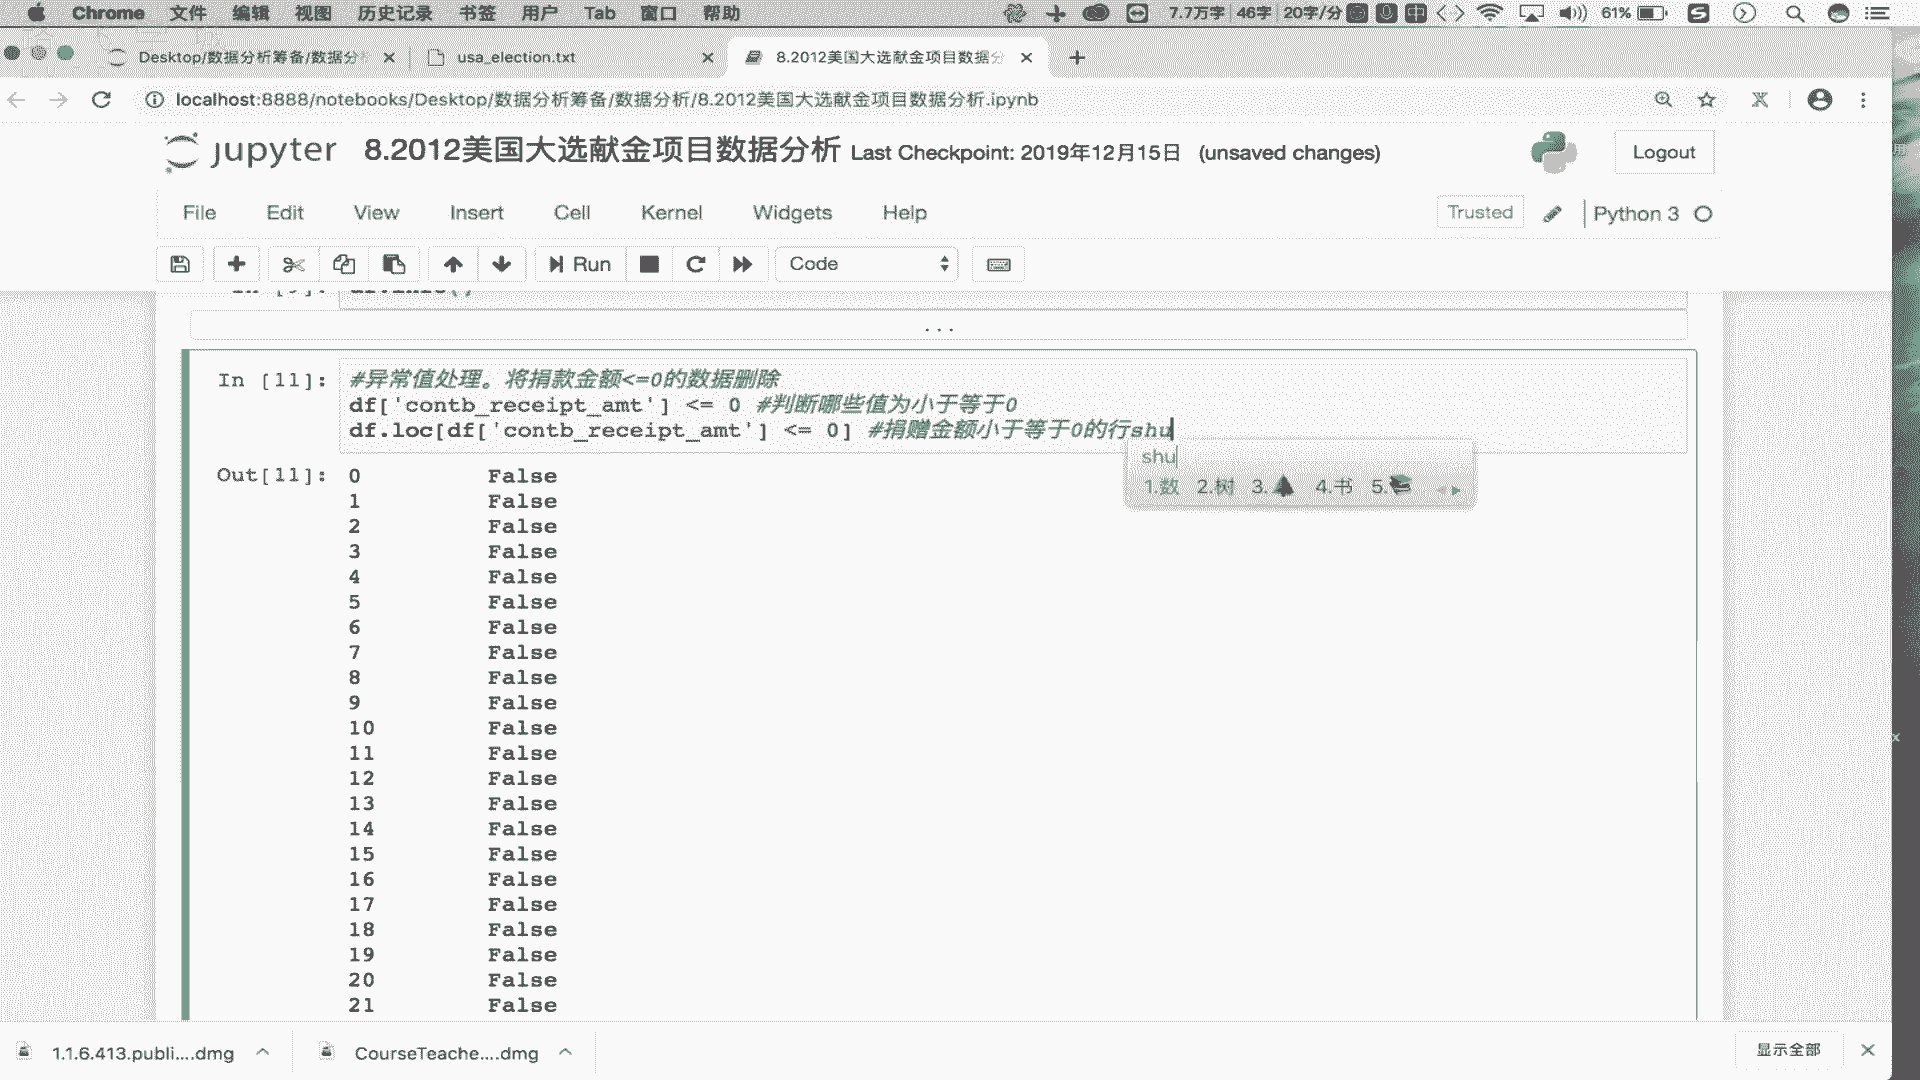 Chrome 文件 编辑 视图 历史记录 书签 用户 Tab 窗口 帮助 7.7万字 46字 20字/分 中 61% S
Desktop/数据分析筹备/数据分 usa_election.txt 8.2012美国大选献金项目数据分
localhost:8888/notebooks/Desktop/数据分析筹备/数据分析/8.2012美国大选献金项目数据分析.ipynb
jupyter 8.2012美国大选献金项目数据分析 Last Checkpoint: 2019年12月15日 (unsaved changes) Logout
File Edit View Insert Cell Kernel Widgets Help Trusted Python 3
Run Code
...
In [11]: #异常值处理。将捐款金额<=0的数据删除
df['contb_receipt_amt'] <= 0 #判断哪些值为小于等于0
df.loc[df['contb_receipt_amt'] <= 0] #捐赠金额小于等于0的行shu
shu
1.数 2.树 3.🌲 4.书 5.📚
Out[11]: 0 False
1 False
2 False
3 False
4 False
5 False
6 False
7 False
8 False
9 False
10 False
11 False
12 False
13 False
14 False
15 False
16 False
17 False
18 False
19 False
20 False
21 False
1.1.6.413.publi....dmg CourseTeache....dmg 显示全部